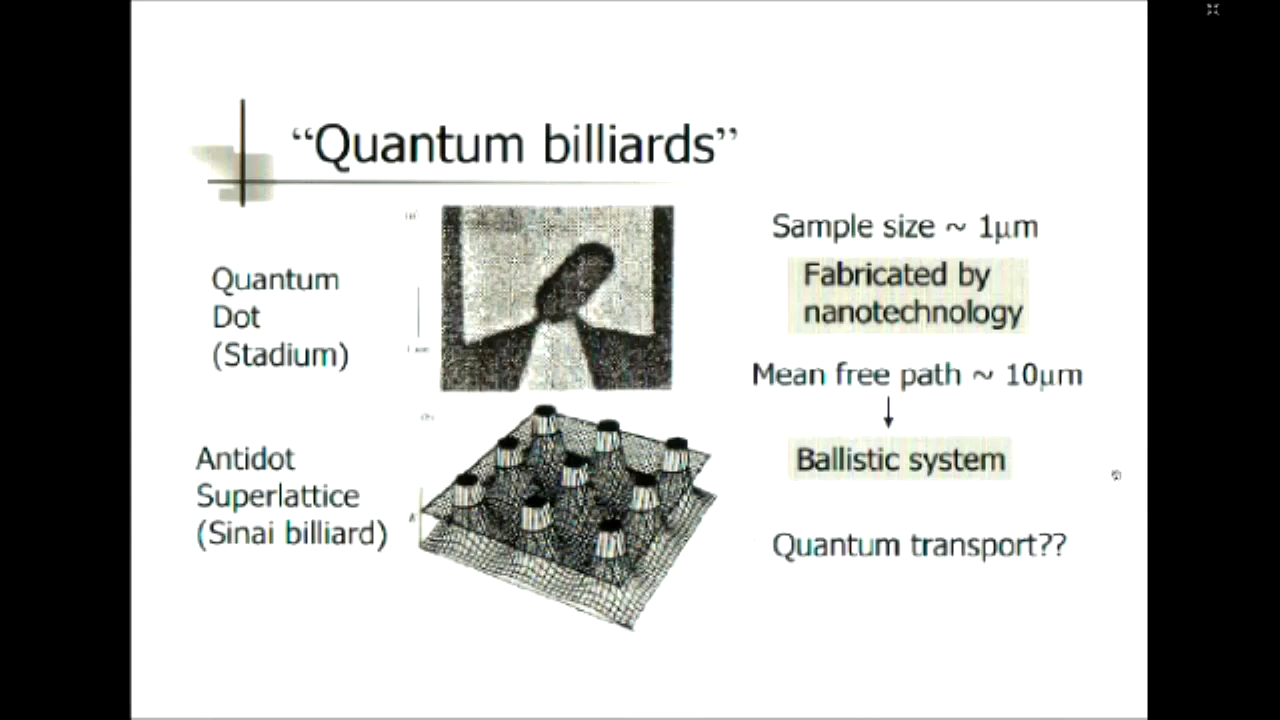 “Quantum billiards”
Quantum
Dot
(Stadium)
(a)
Sample size ~ 1μm
Fabricated by
nanotechnology
Mean free path ~ 10μm
Ballistic system
Quantum transport??
(b)
Antidot
Superlattice
(Sinai billiard)